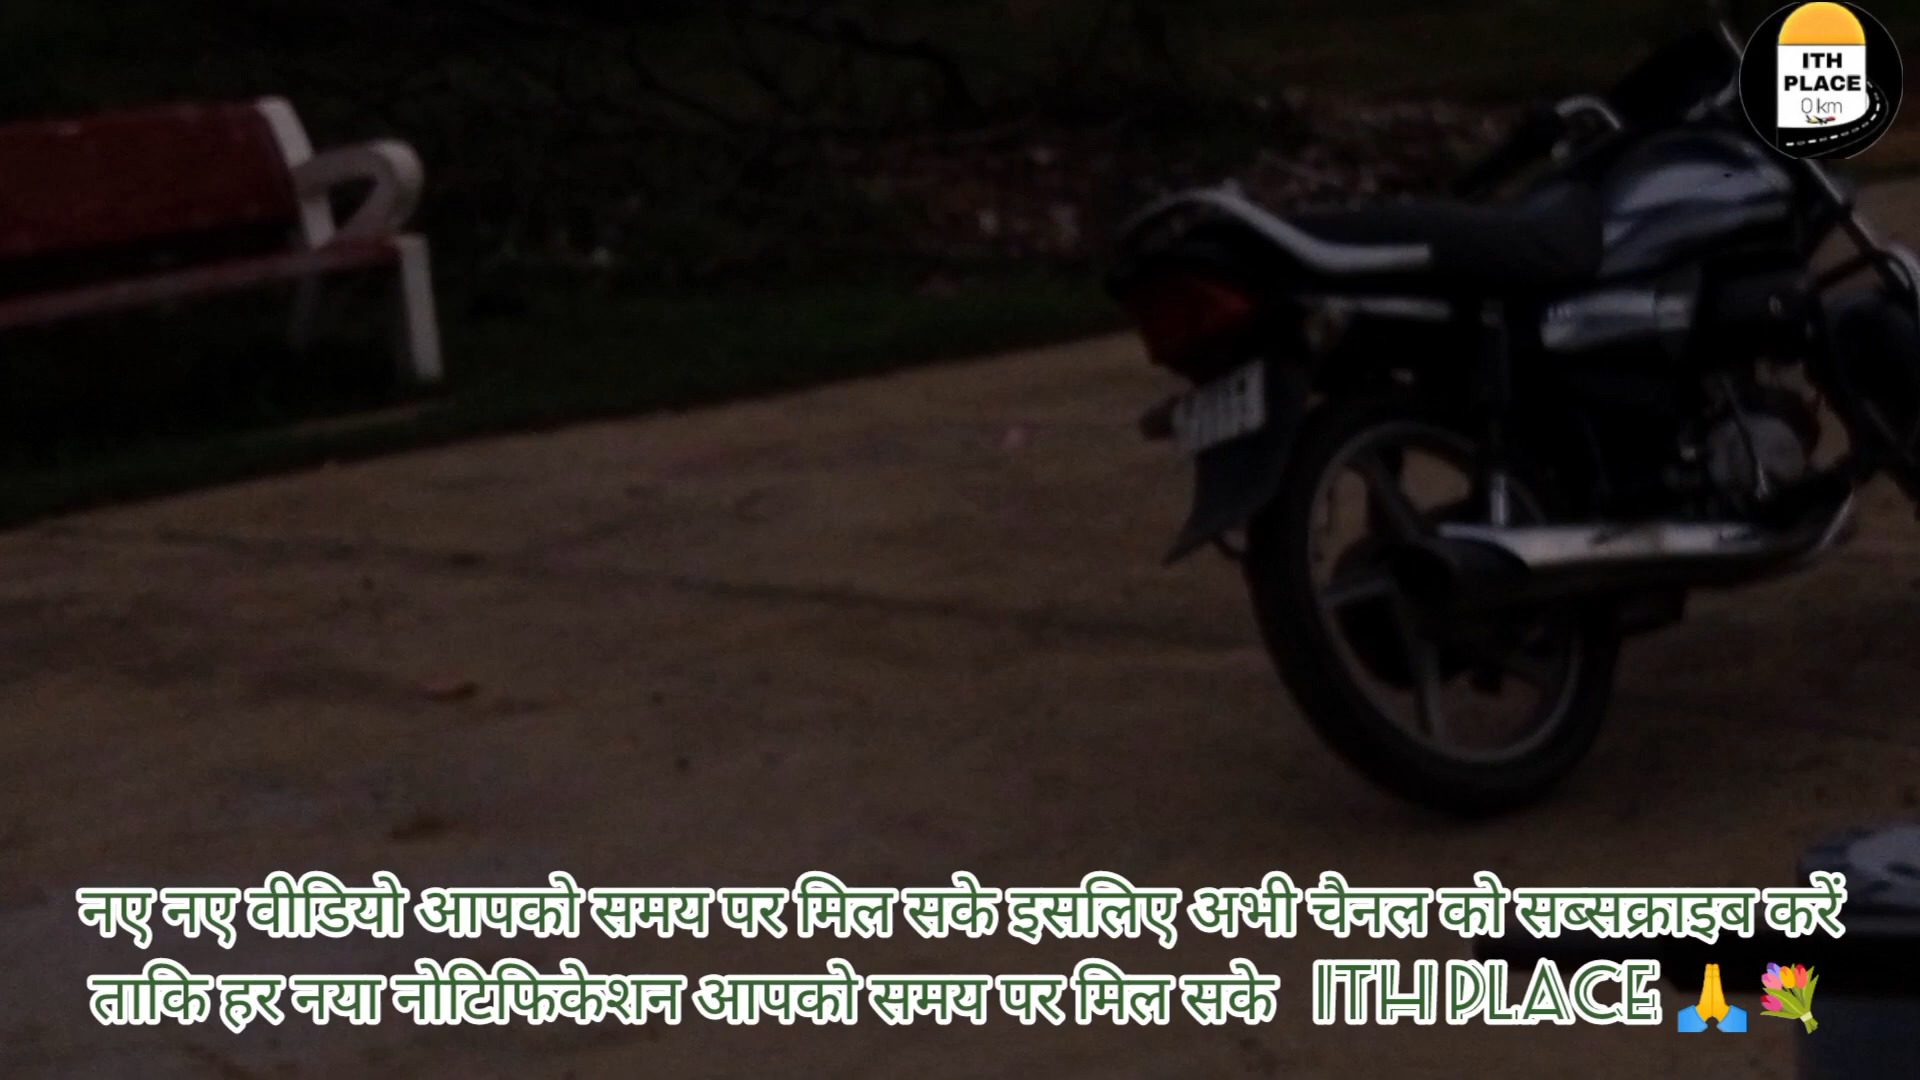 ITH
PLACE
0 km
नए नए वीडियो आपको समय पर मिल सके इसलिए अभी चैनल को सब्सक्राइब करें
ताकि हर नया नोटिफिकेशन आपको समय पर मिल सके ITH PLACE 🙏💐